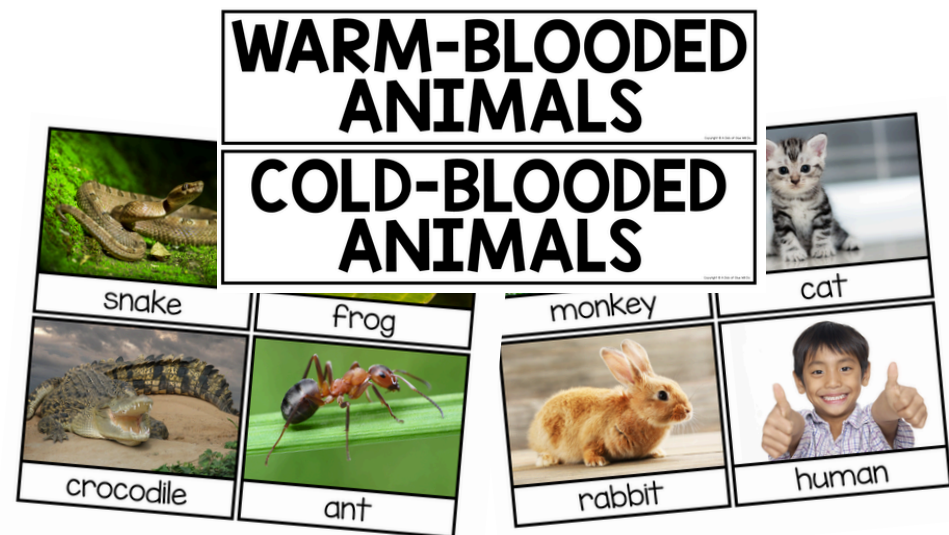 WARM-BLOODED
ANIMALS
COLD-BLOODED
ANIMALS
snake
frog
monkey
cat
crocodile
ant
rabbit
human